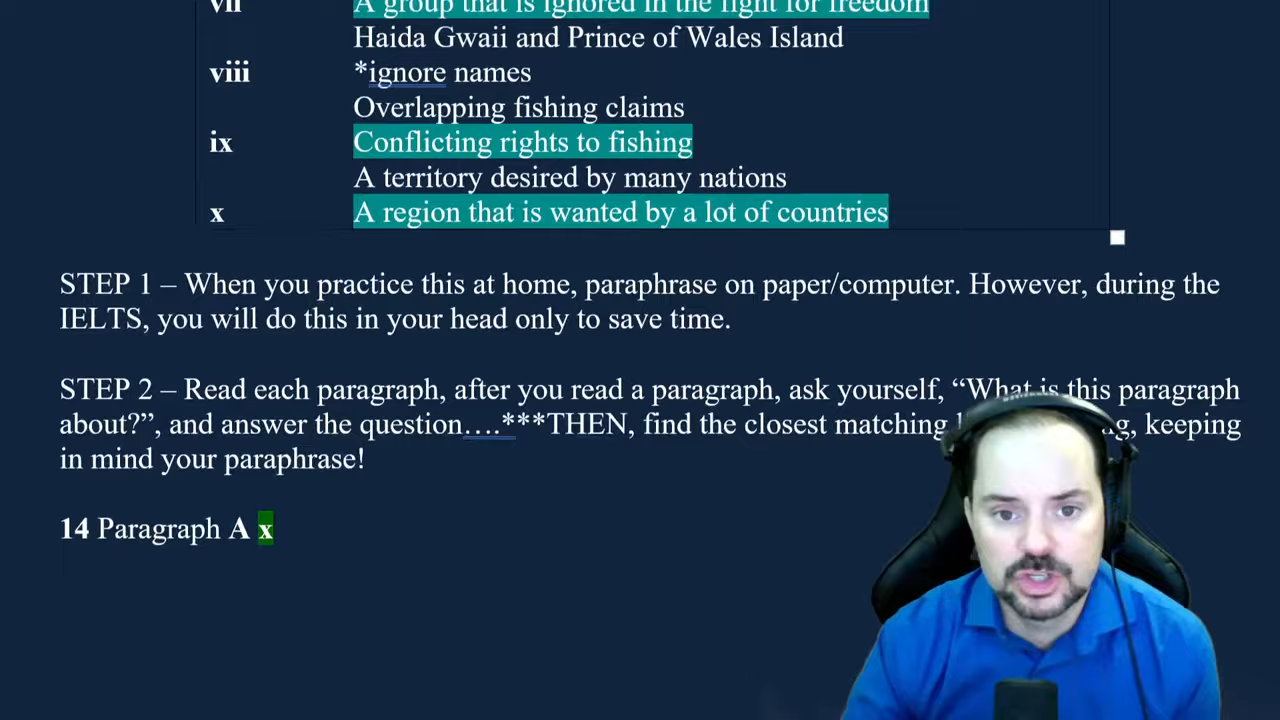 vii A group that is ignored in the fight for freedom
Haida Gwaii and Prince of Wales Island
viii *ignore names
Overlapping fishing claims
ix Conflicting rights to fishing
A territory desired by many nations
x A region that is wanted by a lot of countries
STEP 1 – When you practice this at home, paraphrase on paper/computer. However, during the
IELTS, you will do this in your head only to save time.
STEP 2 – Read each paragraph, after you read a paragraph, ask yourself, “What is this paragraph
about?”, and answer the question….***THEN, find the closest matching keeping
in mind your paraphrase!
14 Paragraph A x